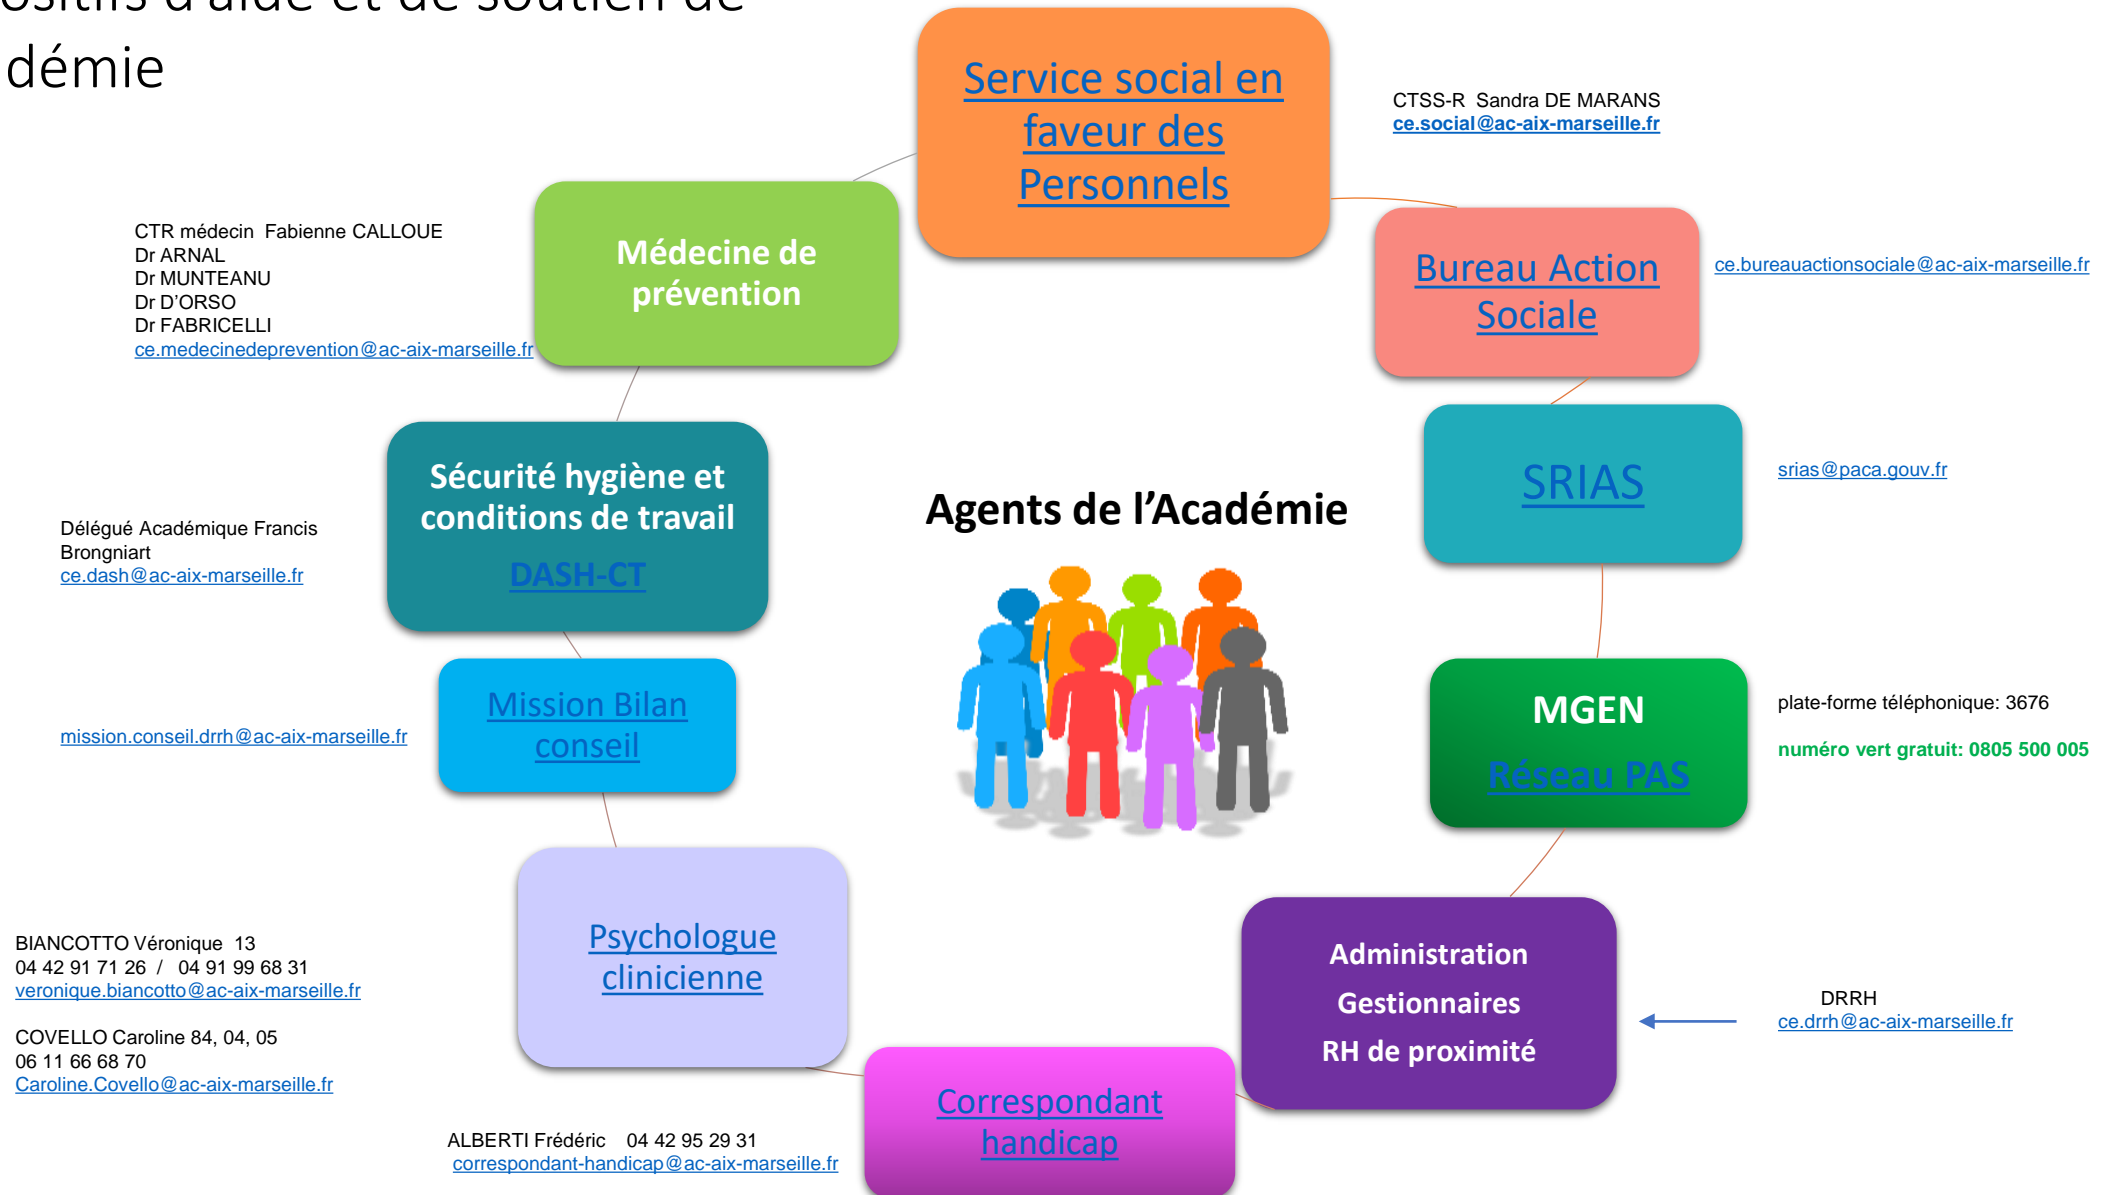 ositifs d'aide et de soutien de
démie
Service social en
faveur des
Personnels
CTSS-R Sandra DE MARANS
ce.social@ac-aix-marseille.fr
Médecine de
prévention
CTR médecin Fabienne CALLOUE
Dr ARNAL
Dr MUNTEANU
Dr D'ORSO
Dr FABRICELLI
ce.medecinedeprevention@ac-aix-marseille.fr
Bureau Action
Sociale
ce.bureauactionsociale@ac-aix-marseille.fr
Sécurité hygiène et
conditions de travail
DASH-CT
Délégué Académique Francis
Brongniart
ce.dash@ac-aix-marseille.fr
Agents de l'Académie
SRIAS
srias@paca.gouv.fr
Mission Bilan
conseil
mission.conseil.drrh@ac-aix-marseille.fr
MGEN
Réseau PAS
plate-forme téléphonique: 3676
numéro vert gratuit: 0805 500 005
Psychologue
clinicienne
BIANCOTTO Véronique 13
04 42 91 71 26 / 04 91 99 68 31
veronique.biancotto@ac-aix-marseille.fr
COVELLO Caroline 84, 04, 05
06 11 66 68 70
Caroline.Covello@ac-aix-marseille.fr
Administration
Gestionnaires
RH de proximité
DRRH
ce.drrh@ac-aix-marseille.fr
Correspondant
handicap
ALBERTI Frédéric 04 42 95 29 31
correspondant-handicap@ac-aix-marseille.fr